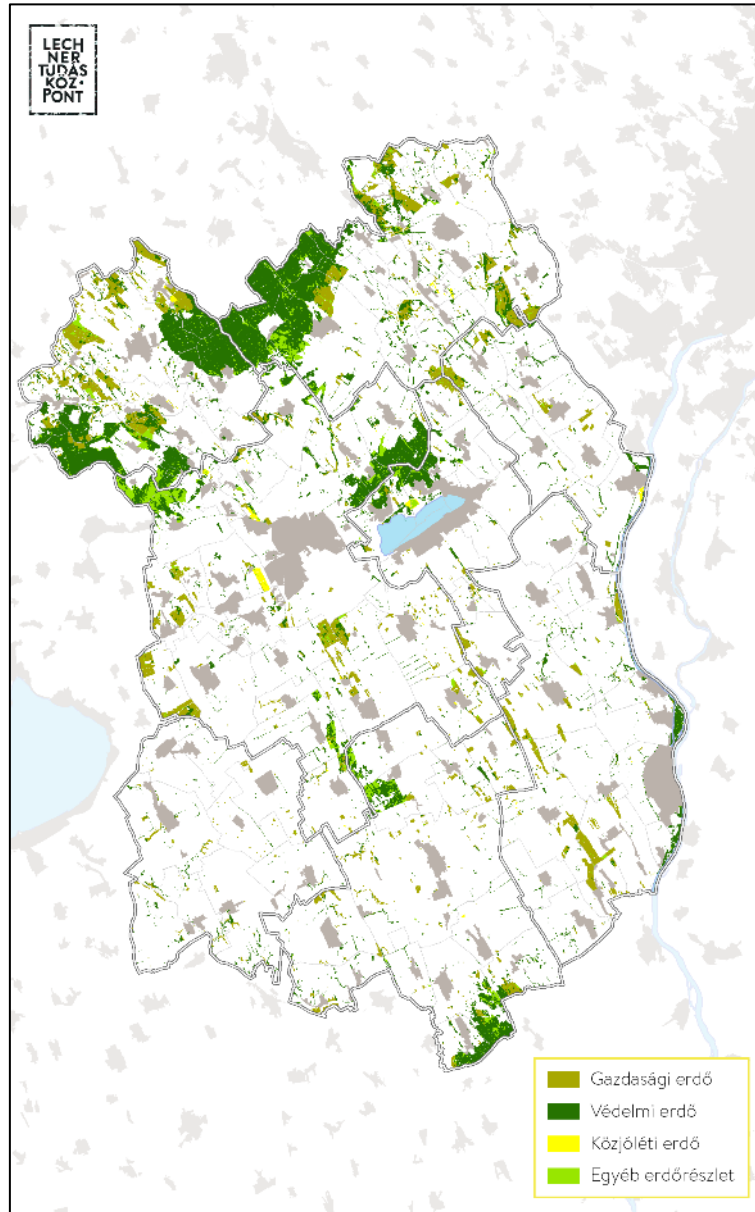 LECH
NER
TUDÁS
KÖZ•
PONT
Gazdasági erdő
Védelmi erdő
Közjóléti erdő
Egyéb erdőrészlet